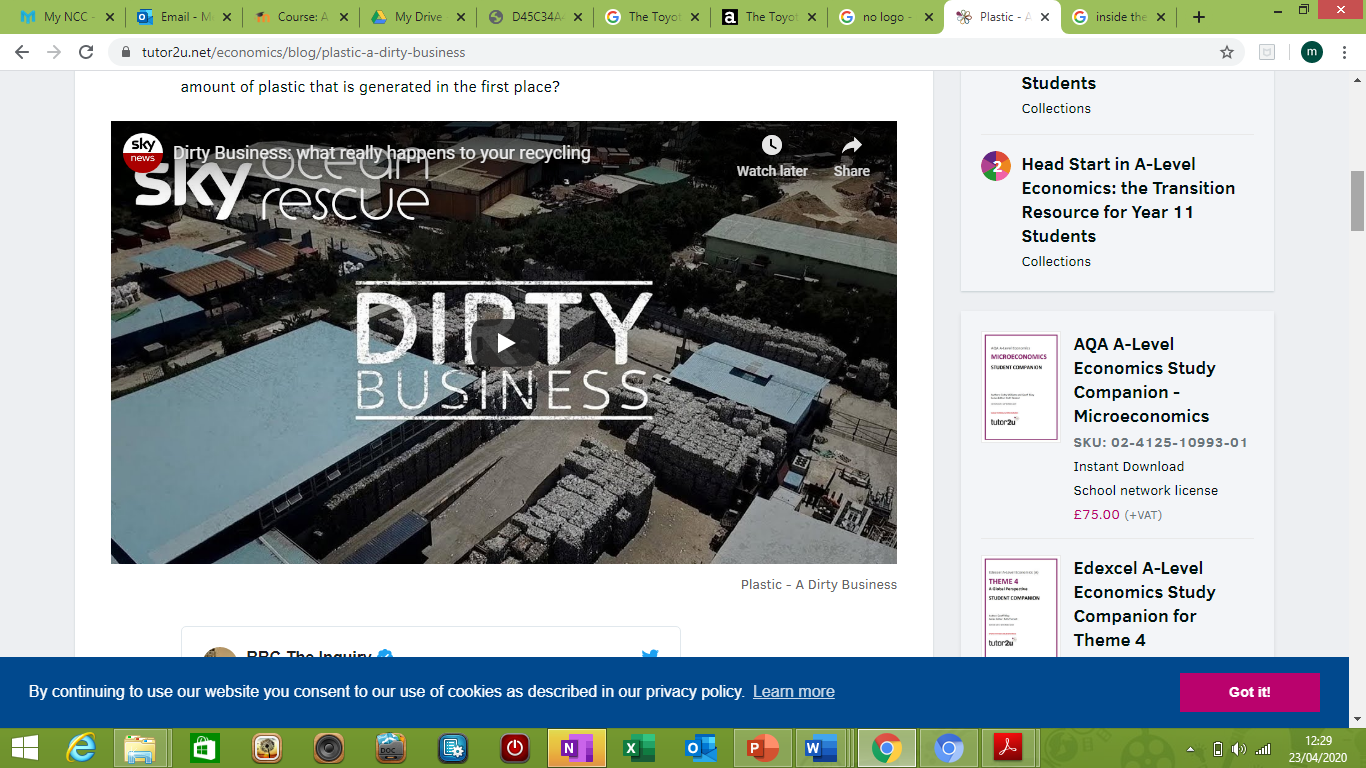 My NCC -
Email - M
Course: A
My Drive
D45C34A
The Toyot
The Toyot
no logo -
Plastic - A
inside the
tutor2u.net/economics/blog/plastic-a-dirty-business
m
amount of plastic that is generated in the first place?
sky
news
Dirty Business: what really happens to your recycling
Watch later
Share
sky ocean
rescue
DIRTY
BUSINESS
Plastic - A Dirty Business
BBC The Inquiry
Students
Collections
2
Head Start in A-Level
Economics: the Transition
Resource for Year 11
Students
Collections
AQA A-Level Economics
MICROECONOMICS
STUDENT COMPANION
tutor2u
AQA A-Level
Economics Study
Companion -
Microeconomics
SKU: 02-4125-10993-01
Instant Download
School network license
£75.00 (+VAT)
THEME 4
A Global Perspective
STUDENT COMPANION
tutor2u
Edexcel A-Level
Economics Study
Companion for
Theme 4
By continuing to use our website you consent to our use of cookies as described in our privacy policy. Learn more
Got it!
DOC
12:29
23/04/2020